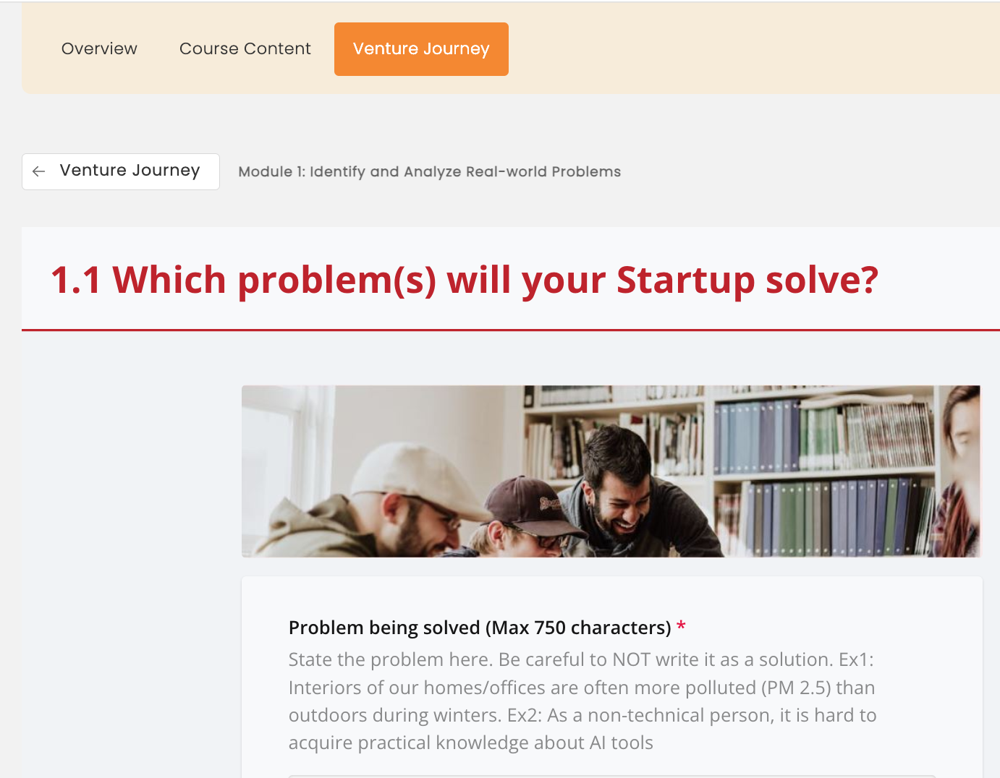 Overview
Course Content
Venture Journey
← Venture Journey
Module 1: Identify and Analyze Real-world Problems
1.1 Which problem(s) will your Startup solve?
Problem being solved (Max 750 characters) *
State the problem here. Be careful to NOT write it as a solution. Ex1:
Interiors of our homes/offices are often more polluted (PM 2.5) than
outdoors during winters. Ex2: As a non-technical person, it is hard to
acquire practical knowledge about AI tools